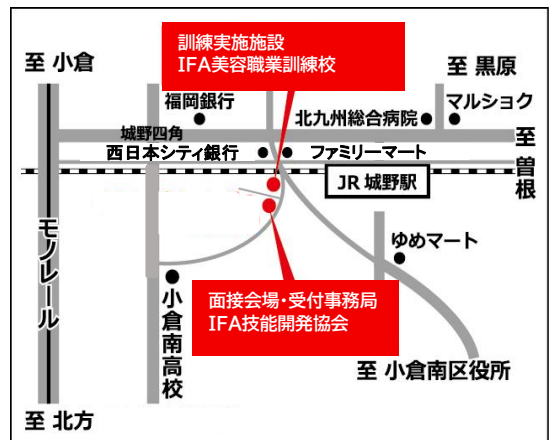 訓練実施施設
IFA美容職業訓練校
至 小倉
至 黒原
福岡銀行
北九州総合病院
マルショク
城野四角
至曽根
西日本シティ銀行
ファミリーマート
JR 城野駅
モノレール
ゆめマート
小倉南高校
面接会場・受付事務局
IFA技能開発協会
至 小倉南区役所
至 北方